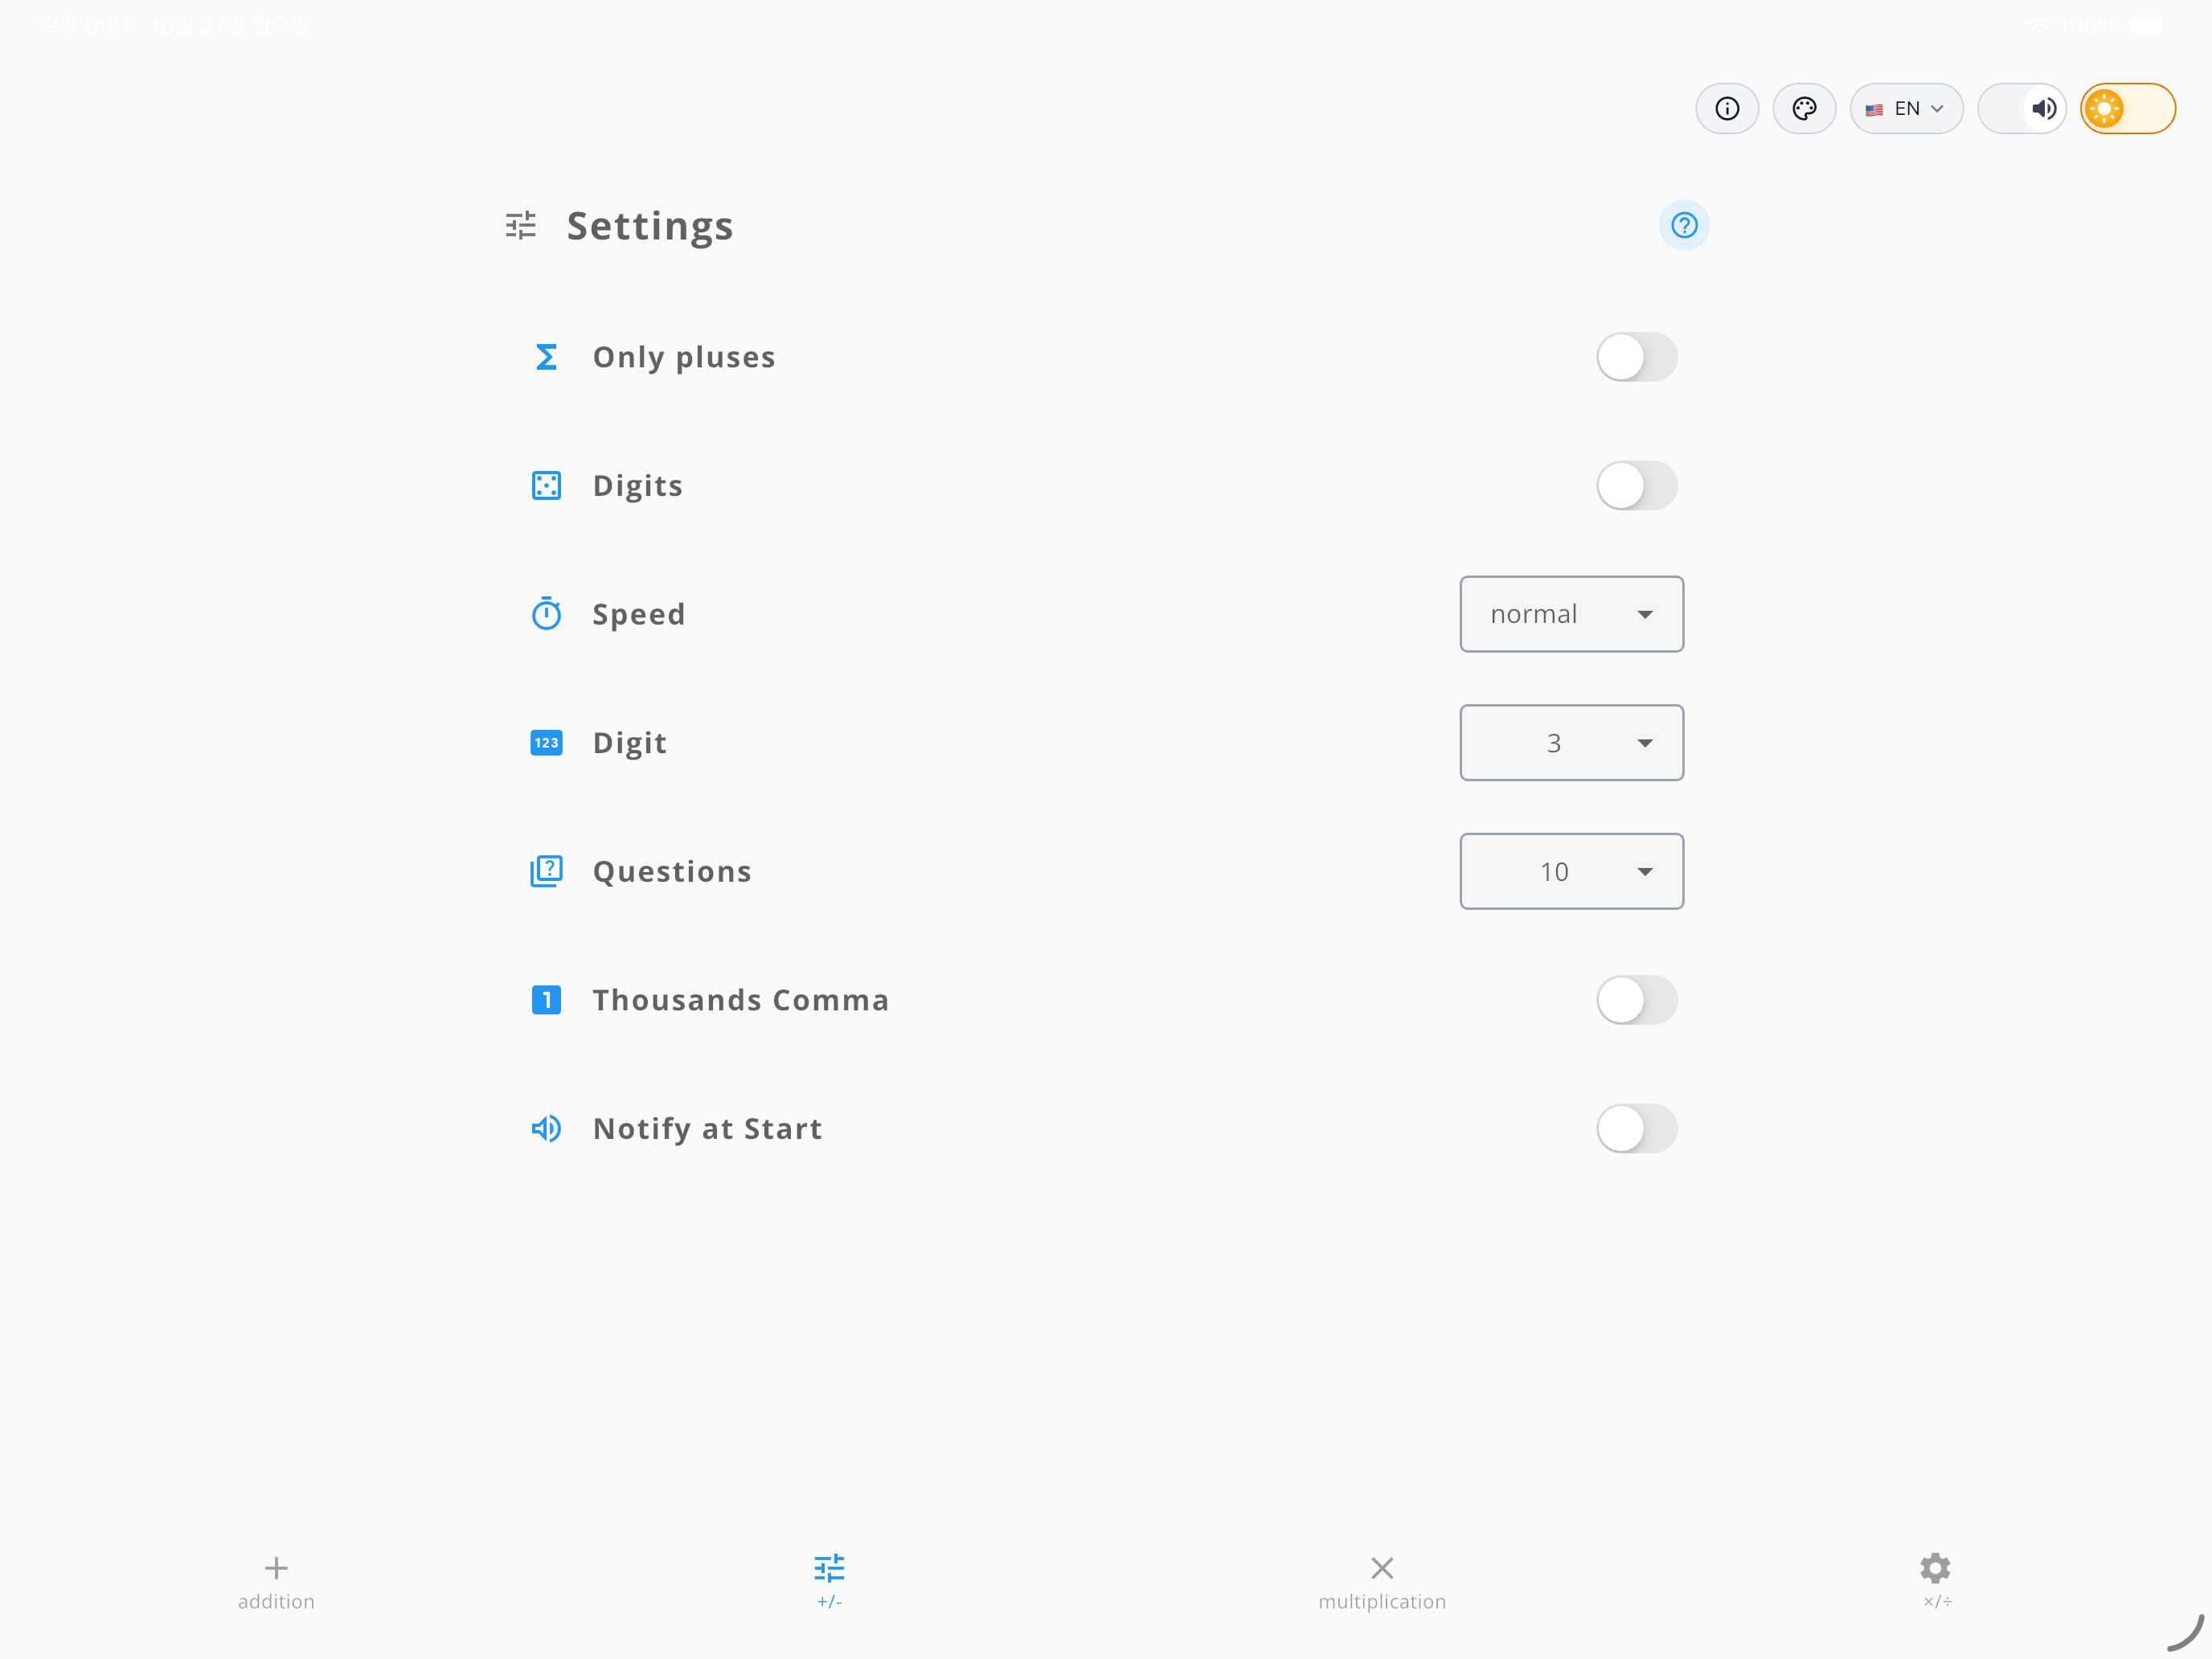 오후 9:27 10월 27일 월요일
100%
EN
Settings
Only pluses
Digits
Speed
normal
123
Digit
3
Questions
10
1
Thousands Comma
Notify at Start
addition
+/-
multiplication
×/÷